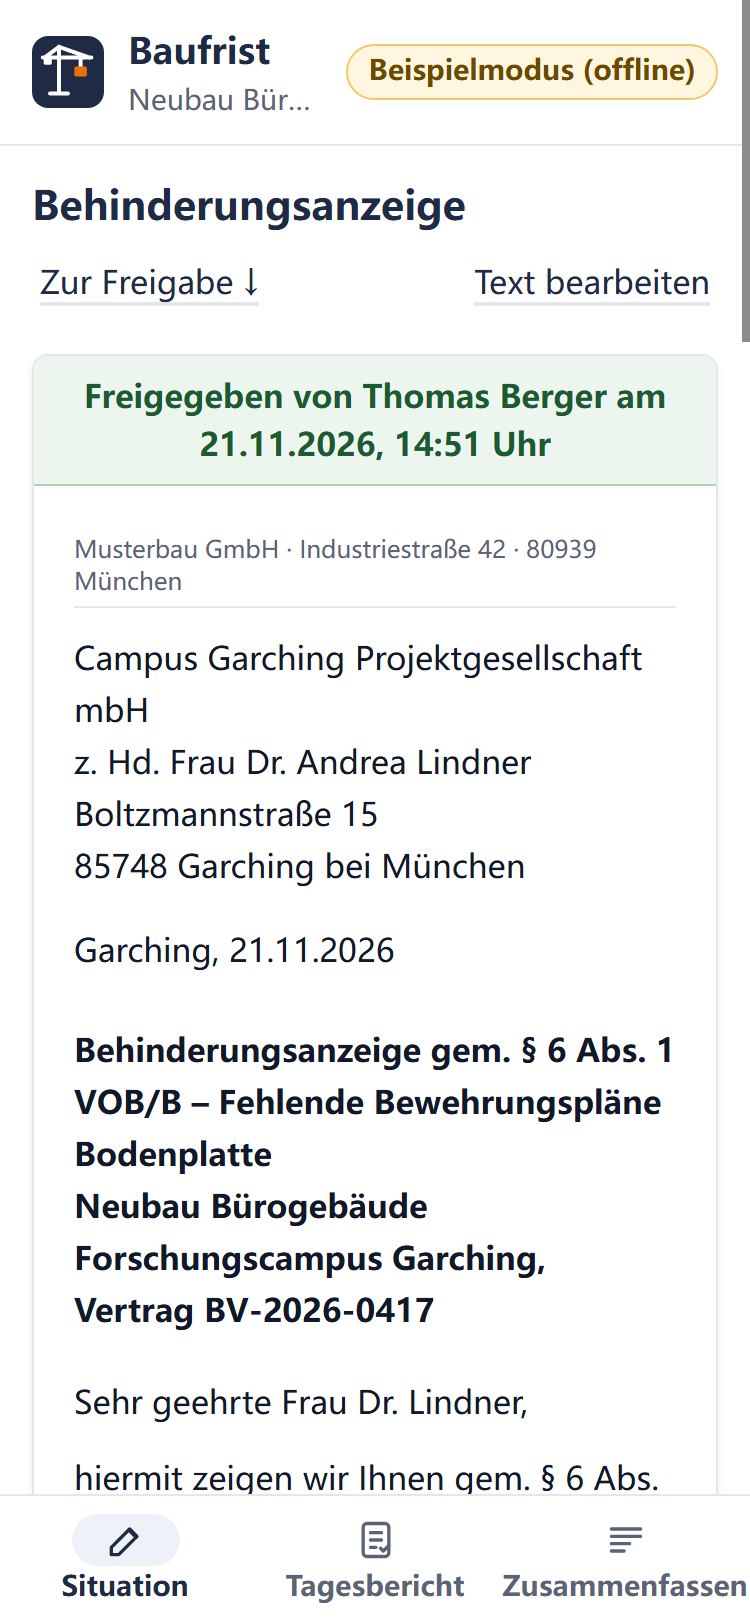 Baufrist
Neubau Bür...
Beispielmodus (offline)
Behinderungsanzeige
Zur Freigabe ↓
Text bearbeiten
Freigegeben von Thomas Berger am
21.11.2026, 14:51 Uhr
Musterbau GmbH · Industriestraße 42 · 80939
München
Campus Garching Projektgesellschaft
mbH
z. Hd. Frau Dr. Andrea Lindner
Boltzmannstraße 15
85748 Garching bei München
Garching, 21.11.2026
Behinderungsanzeige gem. § 6 Abs. 1
VOB/B – Fehlende Bewehrungspläne
Bodenplatte
Neubau Bürogebäude
Forschungscampus Garching,
Vertrag BV-2026-0417
Sehr geehrte Frau Dr. Lindner,
hiermit zeigen wir Ihnen gem. § 6 Abs.
Situation
Tagesbericht
Zusammenfassen